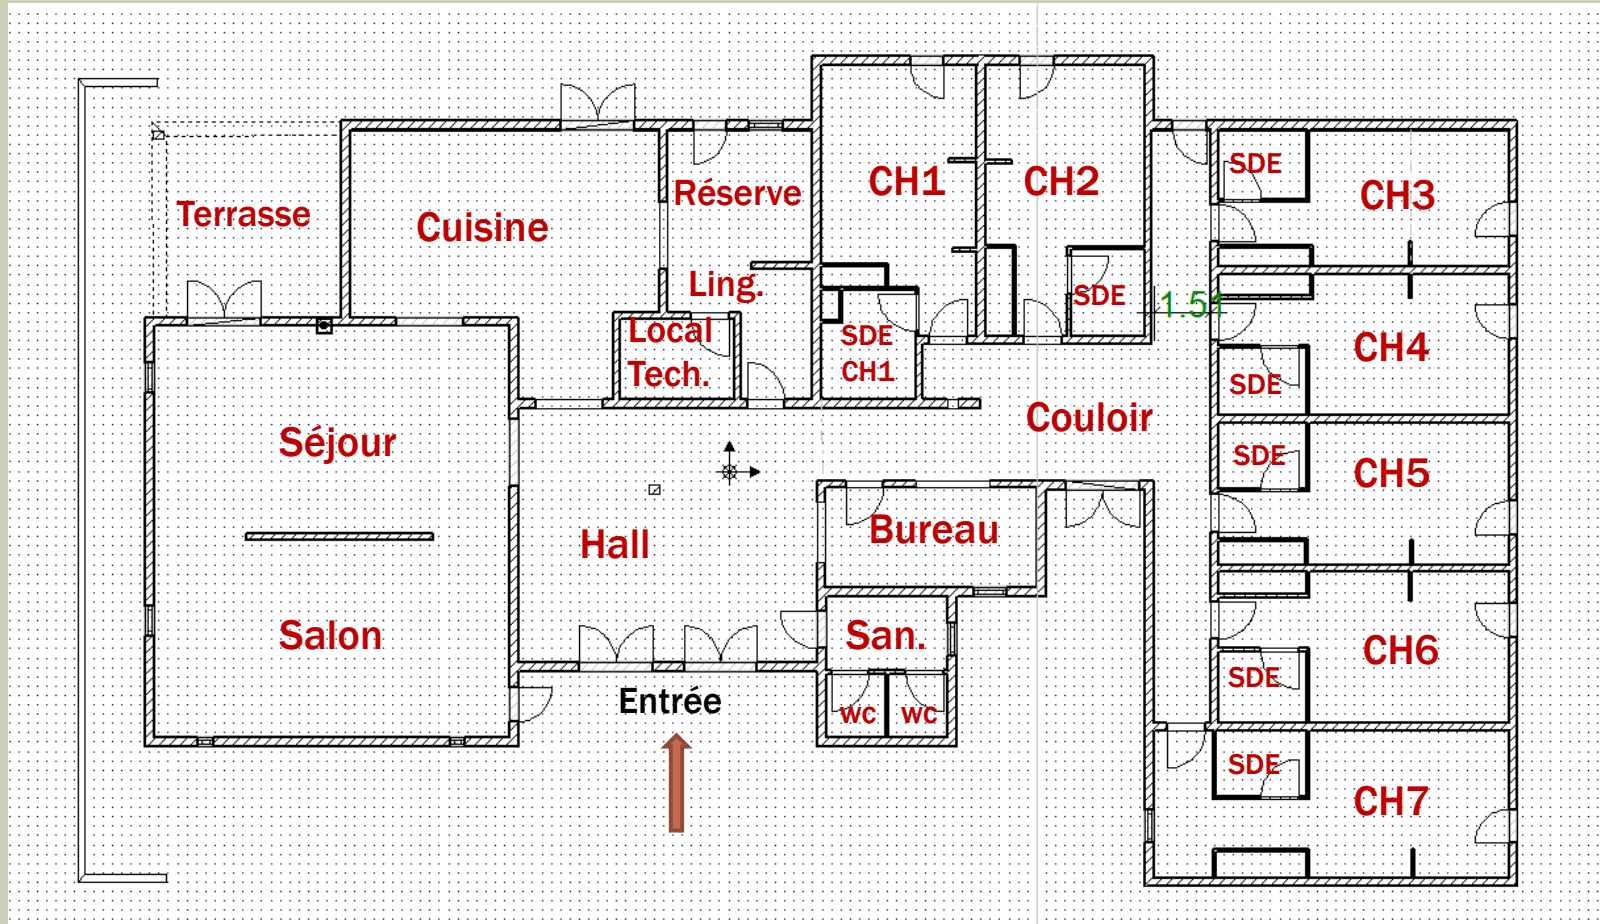 CH1
CH2
SDE
CH3
Terrasse
Cuisine
Réserve
Ling.
SDE
1.51
Local
Tech.
SDE
CH1
CH4
SDE
Séjour
Couloir
SDE
CH5
Hall
Bureau
Salon
San.
CH6
SDE
Entrée
WC
WC
SDE
CH7